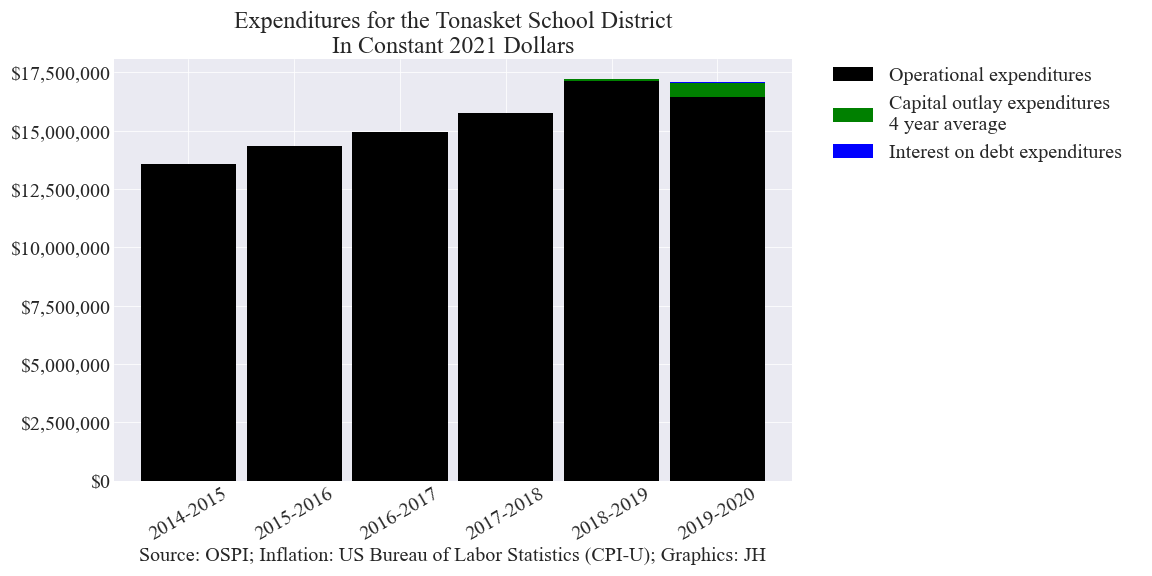 Expenditures for the Tonasket School District
In Constant 2021 Dollars
$17,500,000
$15,000,000
$12,500,000
$10,000,000
$7,500,000
$5,000,000
$2,500,000
$0
2014-2015
2015-2016
2016-2017
2017-2018
2018-2019
2019-2020
Source: OSPI; Inflation: US Bureau of Labor Statistics (CPI-U); Graphics: JH
Operational expenditures
Capital outlay expenditures
4 year average
Interest on debt expenditures